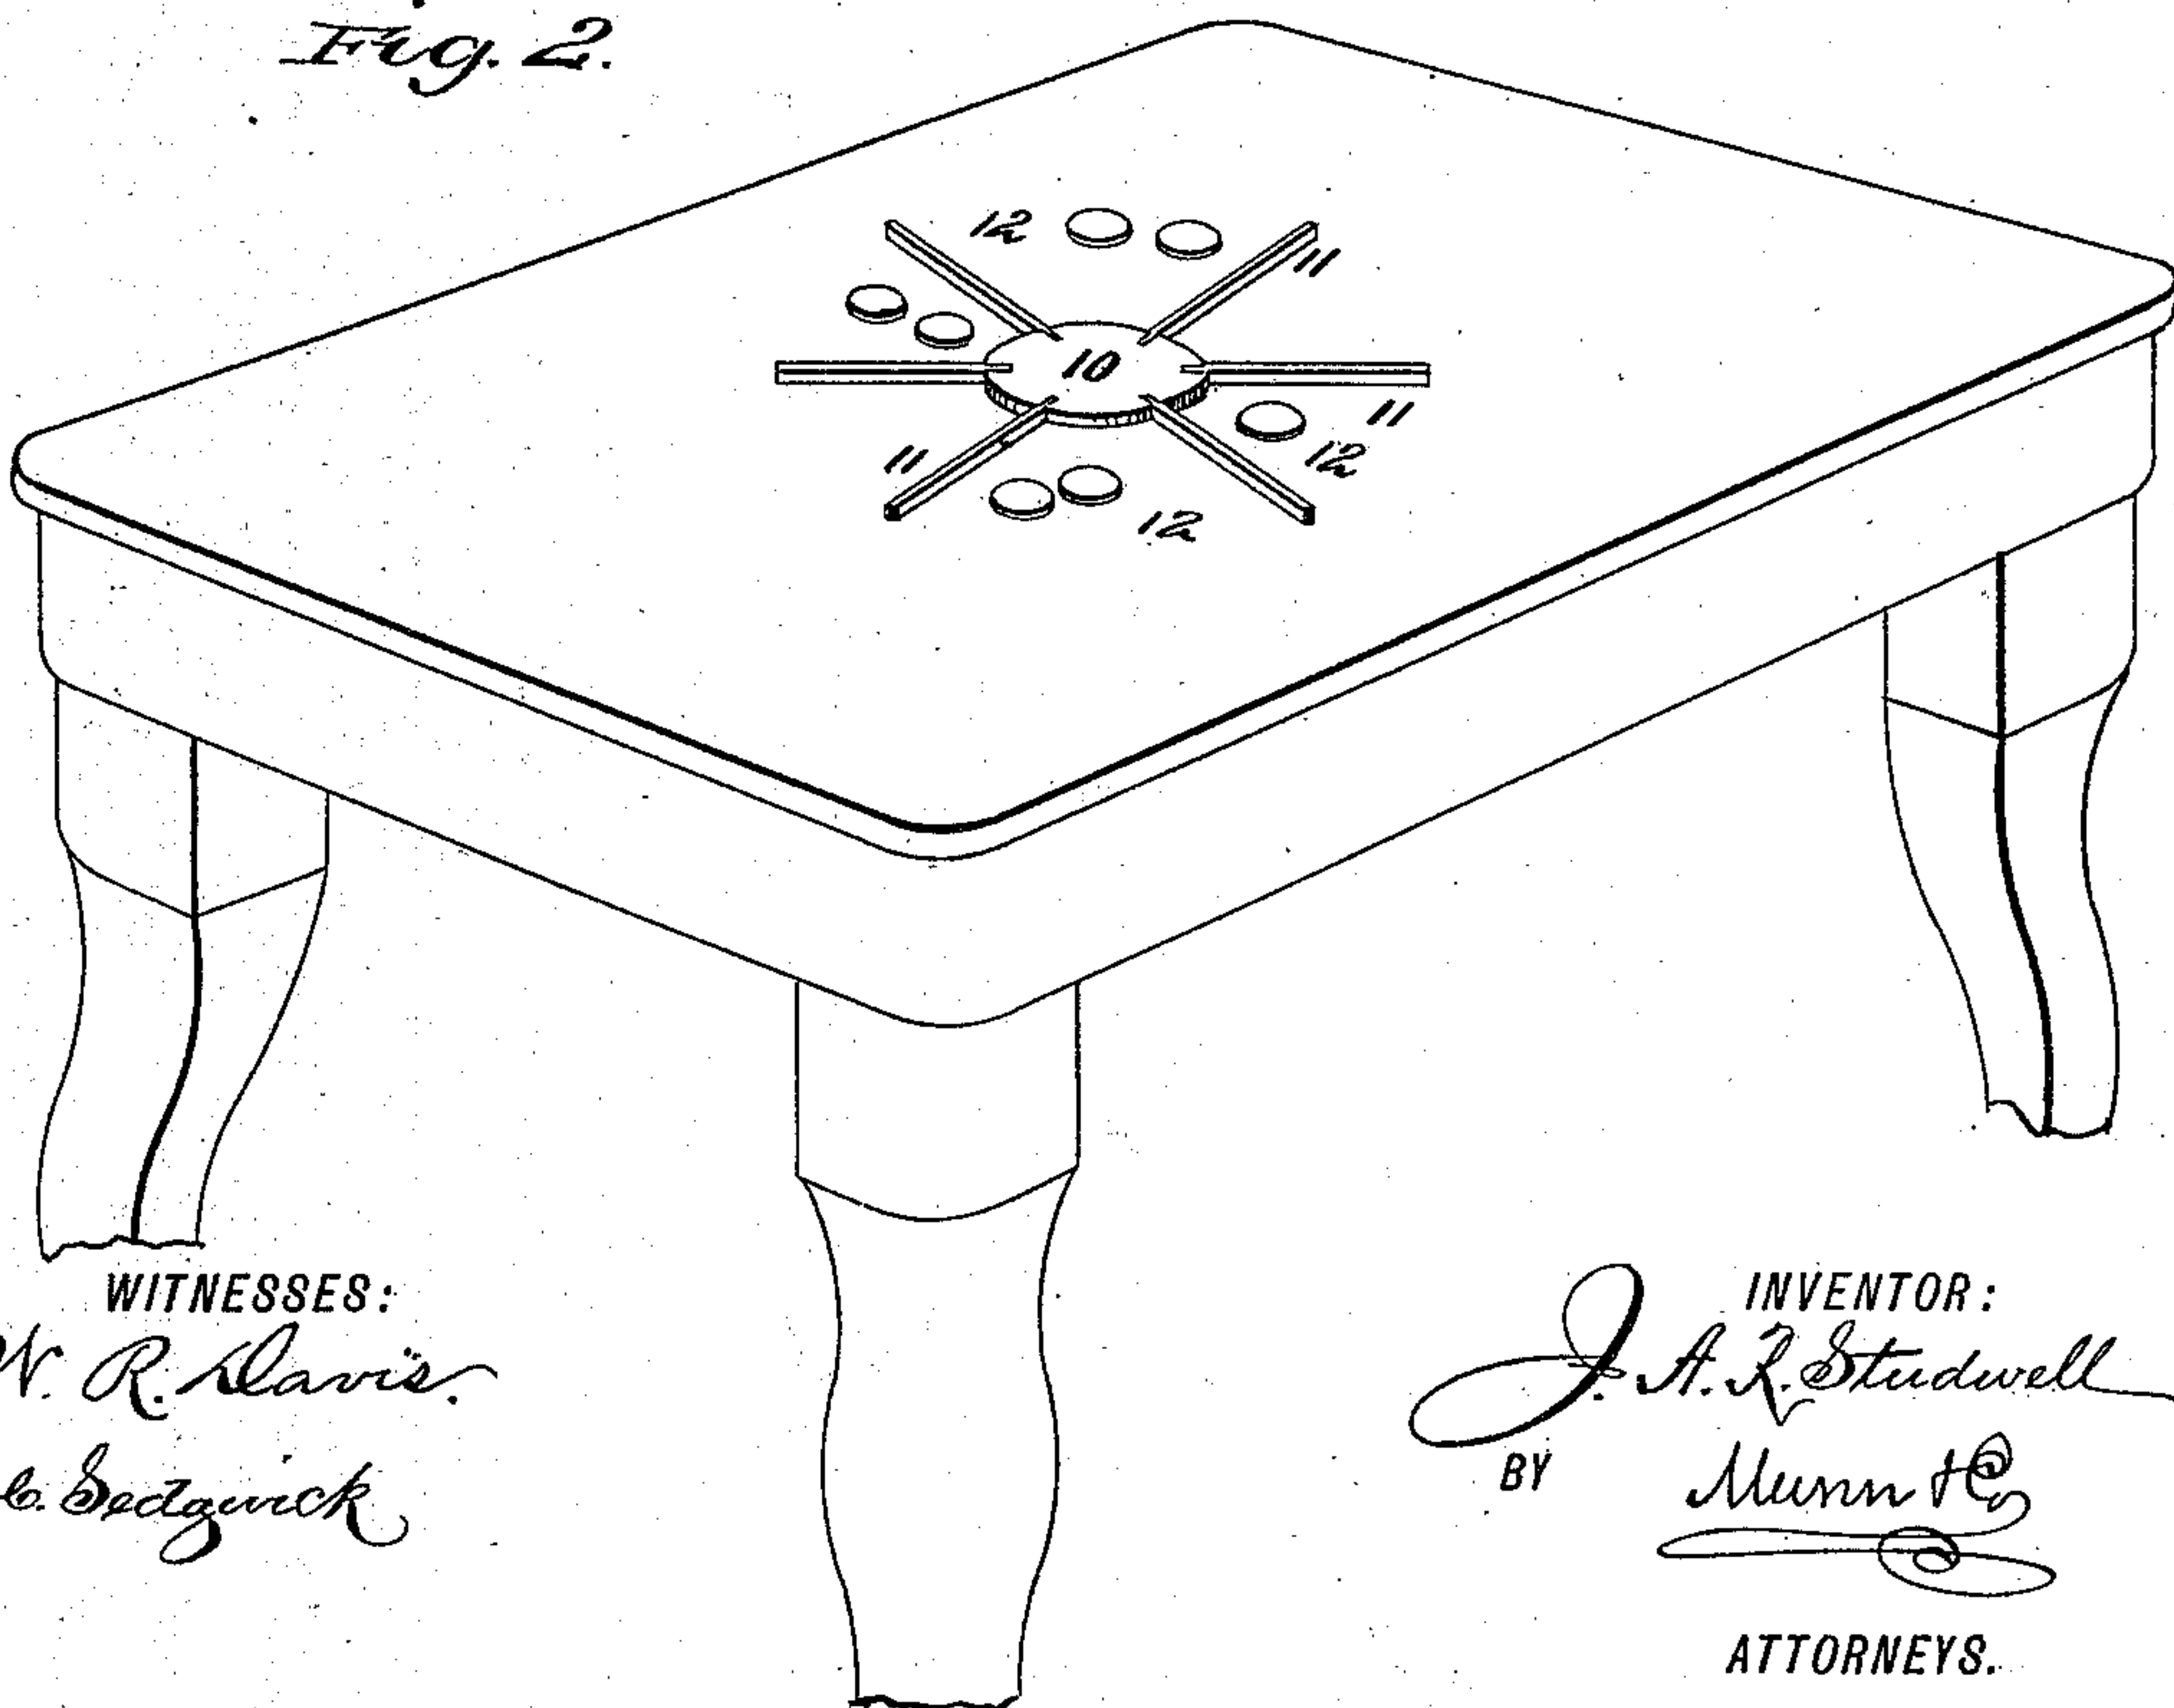 Fig. 2.
12
11
10
11
11
12
12
WITNESSES:
W. R. Davis.
C. Sedgwick
INVENTOR:
J. A. R. Studwell
BY
Munn & Co
ATTORNEYS.